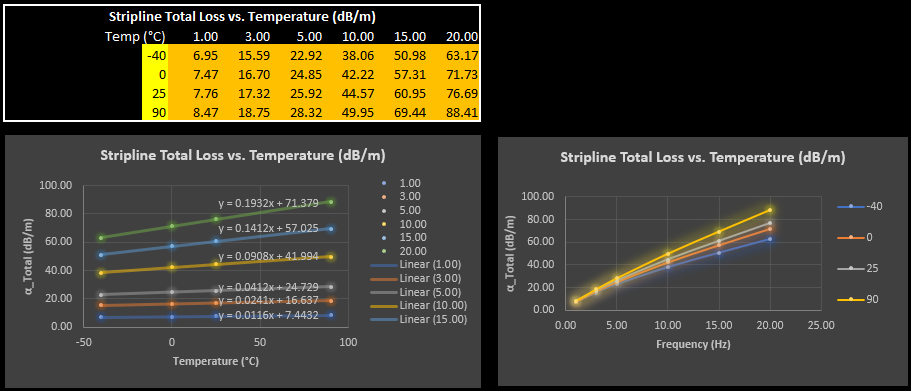 Stripline Total Loss vs. Temperature (dB/m)
Temp (°C) 1.00 3.00 5.00 10.00 15.00 20.00
-40 6.95 15.59 22.92 38.06 50.98 63.17
0 7.47 16.70 24.85 42.22 57.31 71.73
25 7.76 17.32 25.92 44.57 60.95 76.69
90 8.47 18.75 28.32 49.95 69.44 88.41
Stripline Total Loss vs. Temperature (dB/m)
α_Total (dB/m)
100.00
80.00
60.00
40.00
20.00
0.00
y = 0.1932x + 71.379
y = 0.1412x + 57.025
y = 0.0908x + 41.994
y = 0.0412x + 24.729
y = 0.0241x + 16.637
y = 0.0116x + 7.4432
-50 0 50 100
Temperature (°C)
1.00
3.00
5.00
10.00
15.00
20.00
Linear (1.00)
Linear (3.00)
Linear (5.00)
Linear (10.00)
Linear (15.00)
Stripline Total Loss vs. Temperature (dB/m)
α_Total (dB/m)
100.00
80.00
60.00
40.00
20.00
0.00
0.00 5.00 10.00 15.00 20.00 25.00
Frequency (Hz)
-40
0
25
90